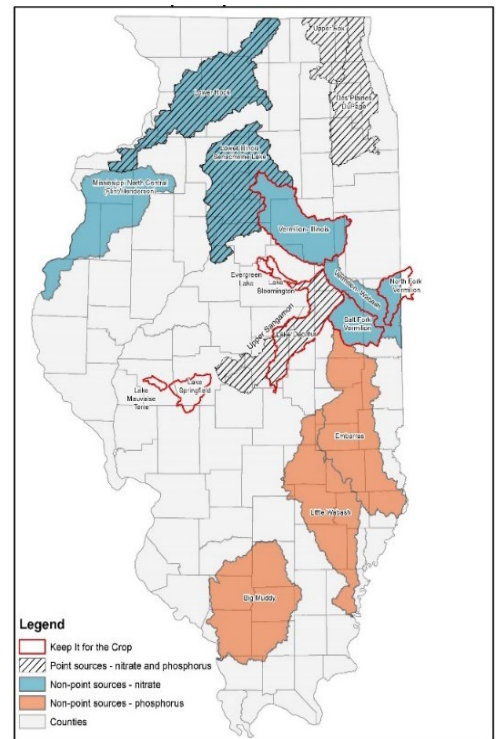 Upper Fox
Des Plaines
DuPage
Lower Rock
Lower Illinois
Senachwine Lake
Mississippi North Central
Vermilion-Illinois
Evergreen
Lake
Lake
Bloomington
Vermilion-Wabash
North Fork
Vermilion
Salt Fork
Vermilion
Upper Sangamon
Lake Decatur
Lake
Mauvaise
Terre
Lake
Springfield
Embarras
Little Wabash
Big Muddy
Legend
Keep It for the Crop
Point sources - nitrate and phosphorus
Non-point sources - nitrate
Non-point sources - phosphorus
Counties